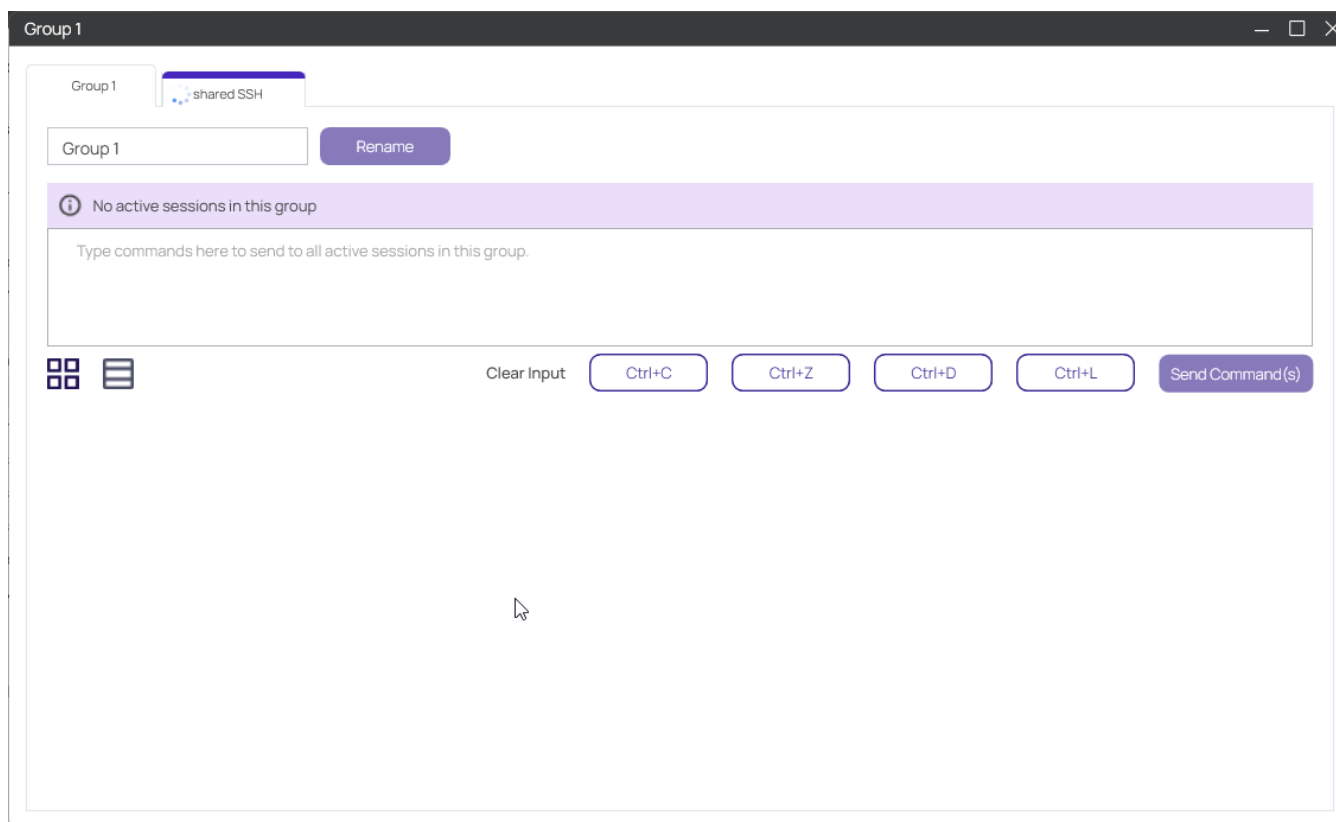 Group 1
Group 1
shared SSH
Group 1
Rename
No active sessions in this group
Type commands here to send to all active sessions in this group.
Clear Input
Ctrl+C
Ctrl+Z
Ctrl+D
Ctrl+L
Send Command(s)